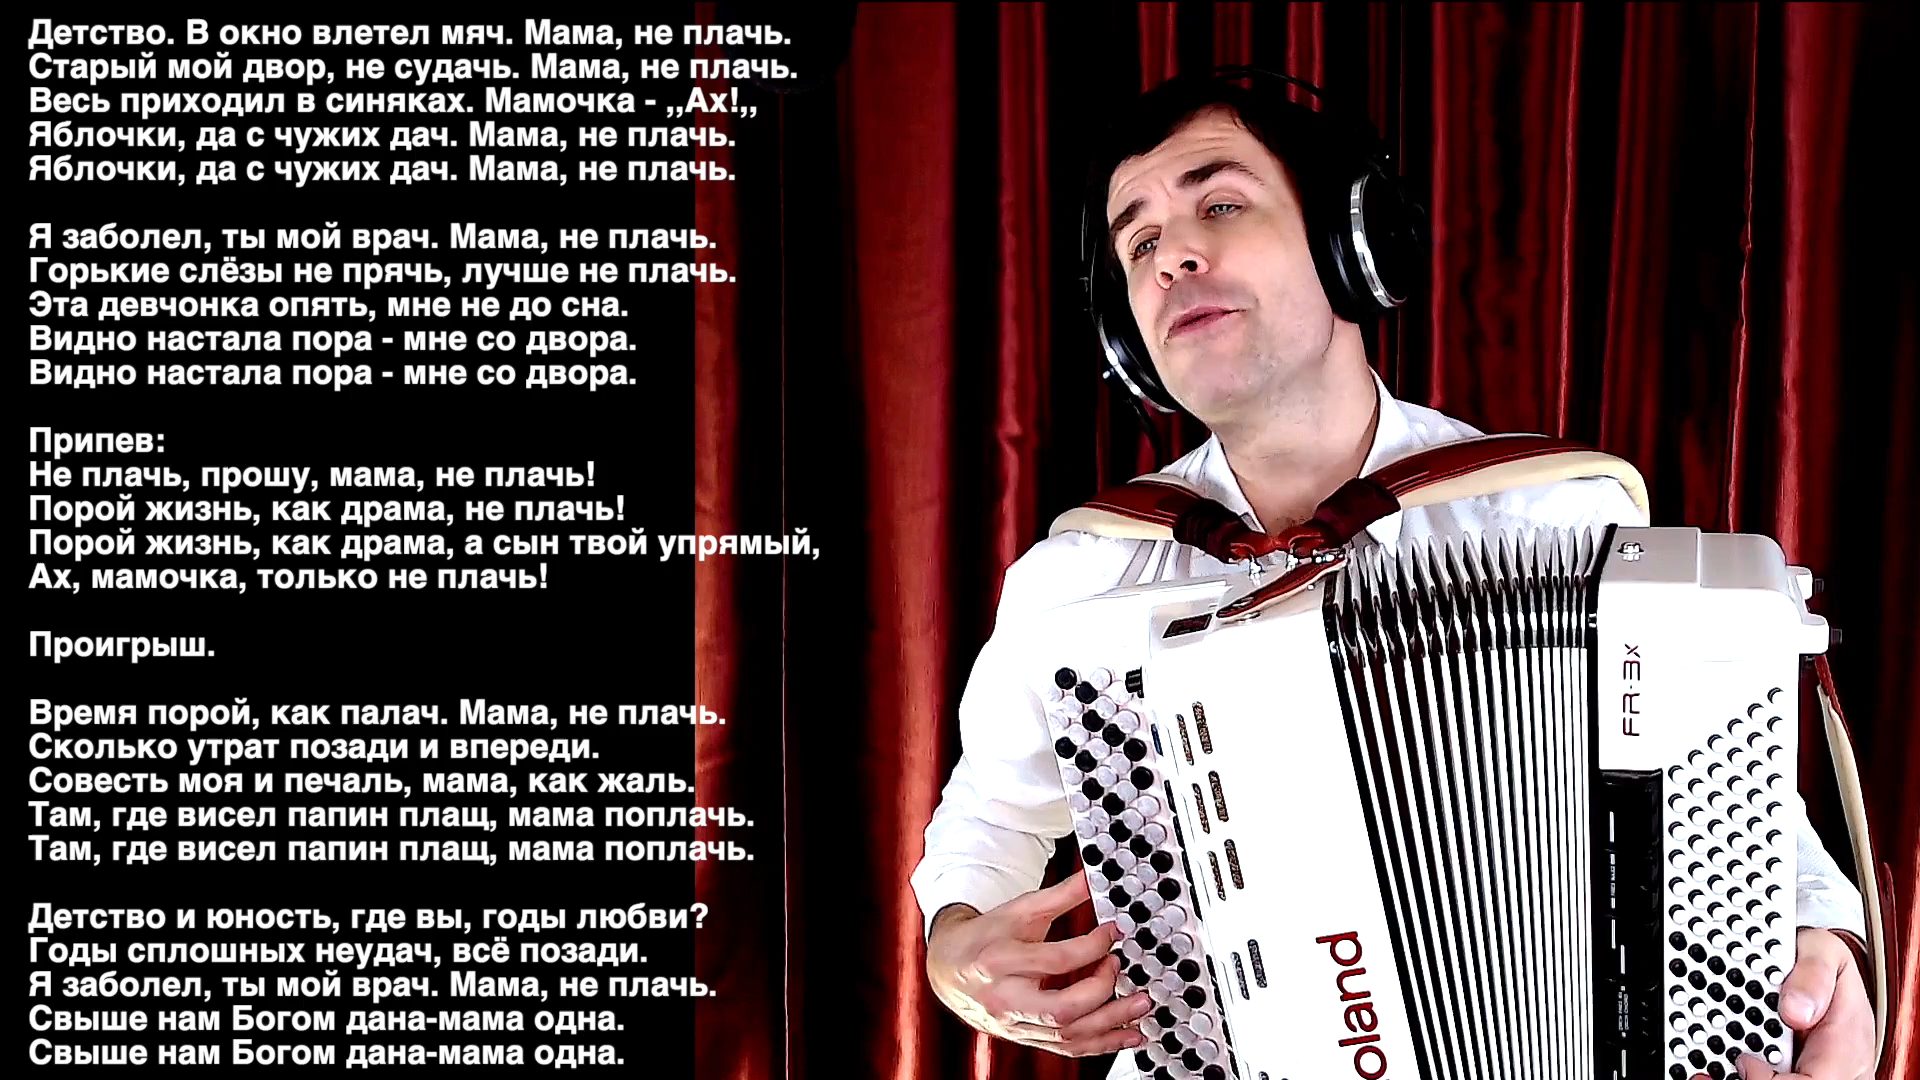 Детство. В окно влетел мяч. Мама, не плачь.
Старый мой двор, не судачь. Мама, не плачь.
Весь приходил в синяках. Мамочка - ,,Ах!,,
Яблочки, да с чужих дач. Мама, не плачь.
Яблочки, да с чужих дач. Мама, не плачь.
Я заболел, ты мой врач. Мама, не плачь.
Горькие слёзы не прячь, лучше не плачь.
Эта девчонка опять, мне не до сна.
Видно настала пора - мне со двора.
Видно настала пора - мне со двора.
Припев:
Не плачь, прошу, мама, не плачь!
Порой жизнь, как драма, не плачь!
Порой жизнь, как драма, а сын твой упрямый,
Ах, мамочка, только не плачь!
Проигрыш.
Время порой, как палач. Мама, не плачь.
Сколько утрат позади и впереди.
Совесть моя и печаль, мама, как жаль.
Там, где висел папин плащ, мама поплачь.
Там, где висел папин плащ, мама поплачь.
Детство и юность, где вы, годы любви?
Годы сплошных неудач, всё позади.
Я заболел, ты мой врач. Мама, не плачь.
Свыше нам Богом дана-мама одна.
Свыше нам Богом дана-мама одна.
FR-3x
oland